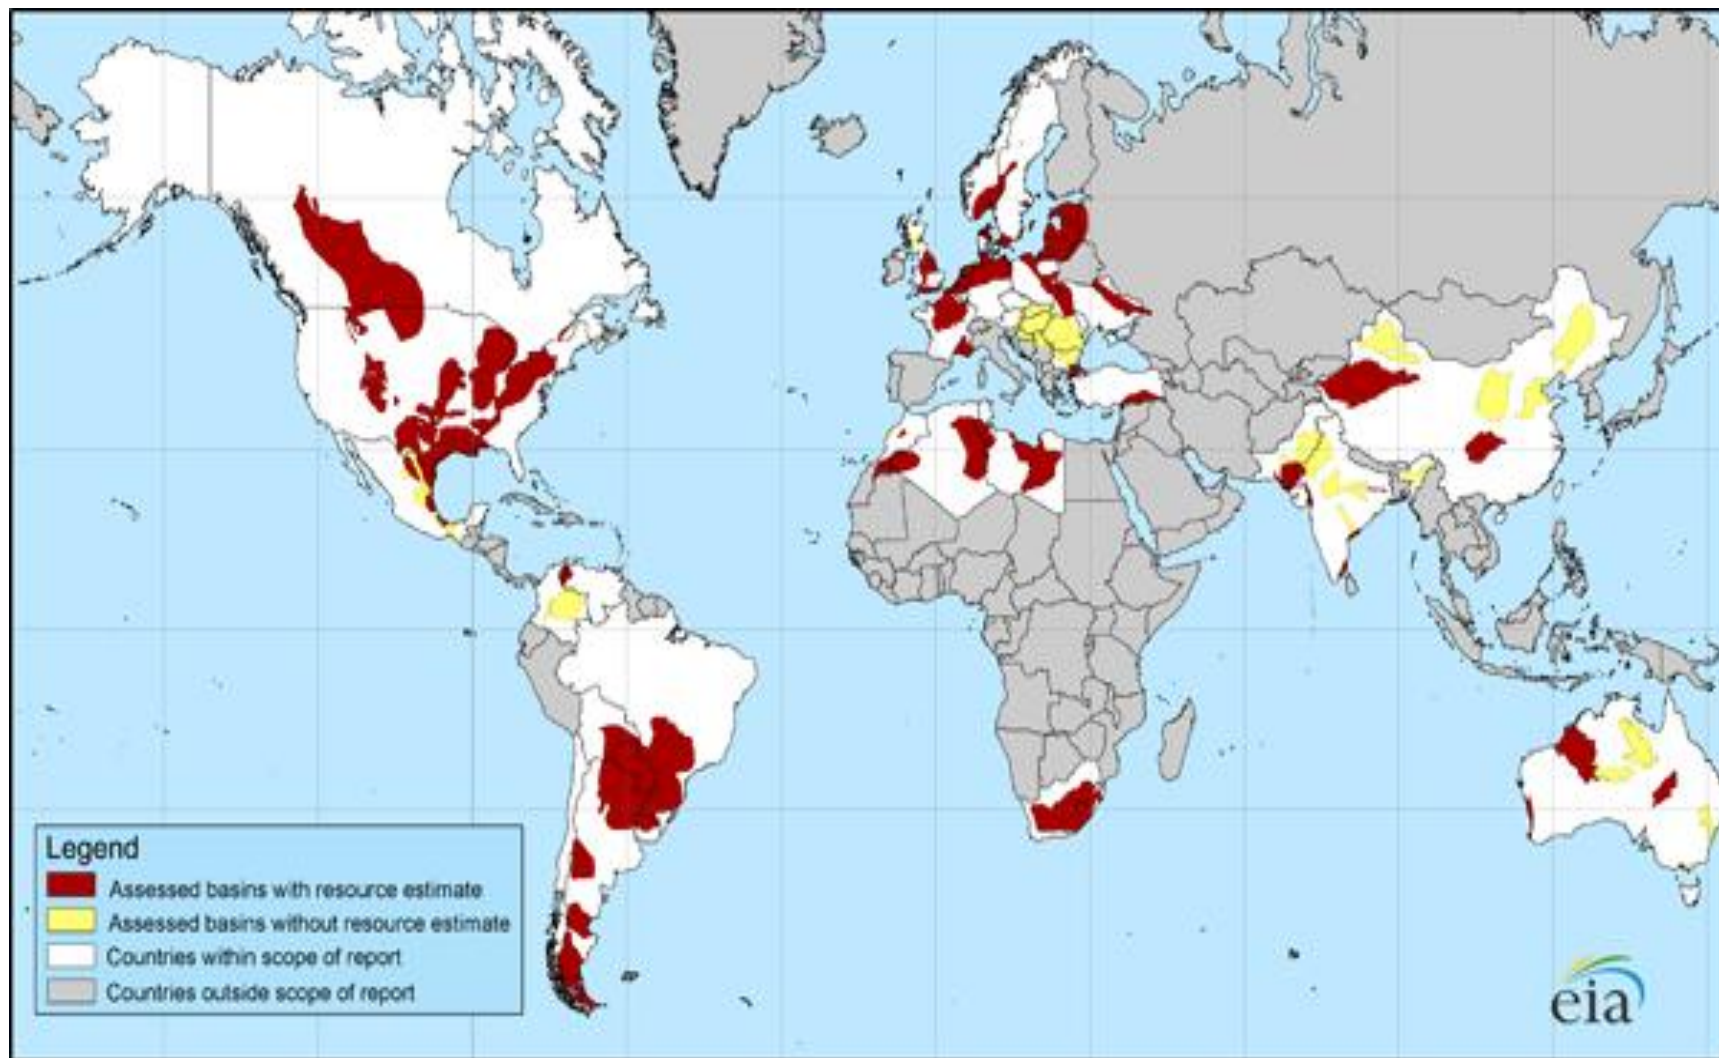 Legend
Assessed basins with resource estimate
Assessed basins without resource estimate
Countries within scope of report
Countries outside scope of report
eia